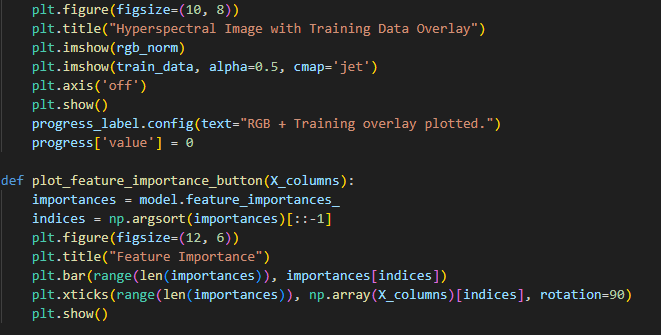 plt.figure(figsize=(10, 8))
    plt.title("Hyperspectral Image with Training Data Overlay")
    plt.imshow(rgb_norm)
    plt.imshow(train_data, alpha=0.5, cmap='jet')
    plt.axis('off')
    plt.show()
    progress_label.config(text="RGB + Training overlay plotted.")
    progress['value'] = 0

def plot_feature_importance_button(X_columns):
    importances = model.feature_importances_
    indices = np.argsort(importances)[::-1]
    plt.figure(figsize=(12, 6))
    plt.title("Feature Importance")
    plt.bar(range(len(importances)), importances[indices])
    plt.xticks(range(len(importances)), np.array(X_columns)[indices], rotation=90)
    plt.show()